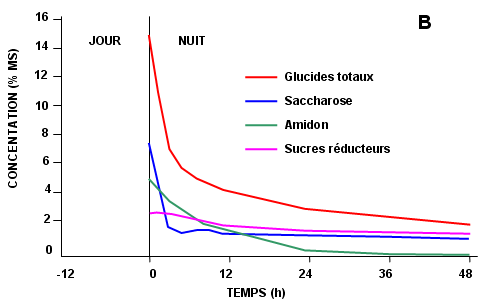 B
JOUR NUIT
CONCENTATION (% MS)
16
14
12
10
8
6
4
2
0
Glucides totaux
Saccharose
Amidon
Sucres réducteurs
-12 0 12 24 36 48
TEMPS (h)